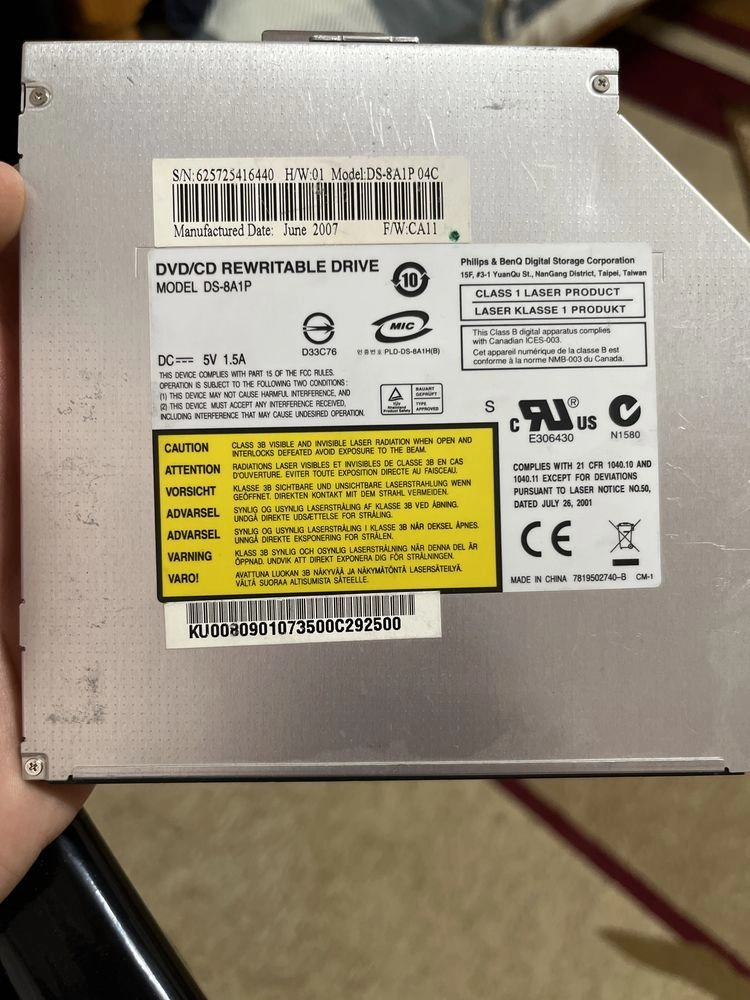 S/N:625725416440 H/W:01 Model:DS-8A1P 04C
Manufactured Date: June 2007 F/W:CA11
DVD/CD REWRITABLE DRIVE
MODEL DS-8A1P
10
Philips & BenQ Digital Storage Corporation
15F, #3-1 YuanQu St., NanGang District, Taipei, Taiwan
CLASS 1 LASER PRODUCT
LASER KLASSE 1 PRODUKT
This Class B digital apparatus complies
with Canadian ICES-003.
Cet appareil numérique de la classe B est
conforme à la norme NMB-003 du Canada.
D33C76
MIC
인증번호 PLD-DS-8A1H(B)
DC 5V 1.5A
THIS DEVICE COMPLIES WITH PART 15 OF THE FCC RULES.
OPERATION IS SUBJECT TO THE FOLLOWING TWO CONDITIONS :
(1) THIS DEVICE MAY NOT CAUSE HARMFUL INTERFERENCE, AND
(2) THIS DEVICE MUST ACCEPT ANY INTERFERENCE RECEIVED,
INCLUDING INTERFERENCE THAT MAY CAUSE UNDESIRED OPERATION.
TÜV
Rheinland
Product Safety
BAUART
GEPRÜFT
TYPE
APPROVED
S
c RU ® US
E306430
N1580
CAUTION CLASS 3B VISIBLE AND INVISIBLE LASER RADIATION WHEN OPEN AND
INTERLOCKS DEFEATED AVOID EXPOSURE TO THE BEAM.
ATTENTION RADIATIONS LASER VISIBLES ET INVISIBLES DE CLASSE 3B EN CAS
D'OUVERTURE. EVITER TOUTE EXPOSITION DIRECTE AU FAISCEAU.
VORSICHT KLASSE 3B SICHTBARE UND UNSICHTBARE LASERSTRAHLUNG WENN
GEÖFFNET. DIREKTEN KONTAKT MIT DEM STRAHL VERMEIDEN.
ADVARSEL SYNLIG OG USYNLIG LASERSTRÅLING AF KLASSE 3B VED ÅBNING.
UNDGÅ DIREKTE UDSÆTTELSE FOR STRÅLING.
ADVARSEL SYNLIG OG USYNLIG LASERSTRÅLING I KLASSE 3B NÅR DEKSEL ÅPNES.
UNNGÅ DIREKTE EKSPONERING FOR STRÅLEN.
VARNING KLASS 3B SYNLIG OCH OSYNLIG LASERSTRÅLNING NÄR DENNA DEL ÄR
ÖPPNAD. UNDVIK ATT DIREKT EXPONERA DIG FÖR STRÅLNINGEN.
VARO! AVATTUNA LUOKAN 3B NÄKYVÄÄ JA NÄKYMÄTÖNTÄ LASERSÄTEILYÄ.
VÄLTÄ SUORAA ALTISUMISTA SÄTEELLE.
COMPLIES WITH 21 CFR 1040.10 AND
1040.11 EXCEPT FOR DEVIATIONS
PURSUANT TO LASER NOTICE NO.50,
DATED JULY 26, 2001
CE
MADE IN CHINA 7819502740-B CM-1
KU0080901073500C292500